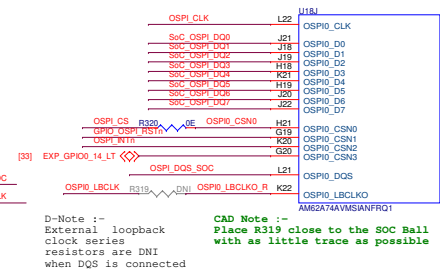 U18J
OSPI_CLK L22 OSPI0_CLK
SoC_OSPI_DQ0 J21 OSPI0_D0
SoC_OSPI_DQ1 J18 OSPI0_D1
SoC_OSPI_DQ2 J19 OSPI0_D2
SoC_OSPI_DQ3 H18 OSPI0_D3
SoC_OSPI_DQ4 K21 OSPI0_D4
SoC_OSPI_DQ5 H19 OSPI0_D5
SoC_OSPI_DQ6 J20 OSPI0_D6
SoC_OSPI_DQ7 J22 OSPI0_D7
OSPI_CS R320 0E OSPI0_CSN0 H21 OSPI0_CSN0
GPIO_OSPI_RSTn G19 OSPI0_CSN1
OSPI_INTn K20 OSPI0_CSN2
[33] EXP_GPIO0_14_LT G20 OSPI0_CSN3
OSPI_DQS_SOC L21 OSPI0_DQS
OSPI0_LBCLK R319 DNI OSPI0_LBCLKO_R K22 OSPI0_LBCLKO
AM62A74AVMSIANFRQ1
D-Note :-
External loopback
clock series
resistors are DNI
when DQS is connected
CAD Note :-
Place R319 close to the SOC Ball
with as little trace as possible